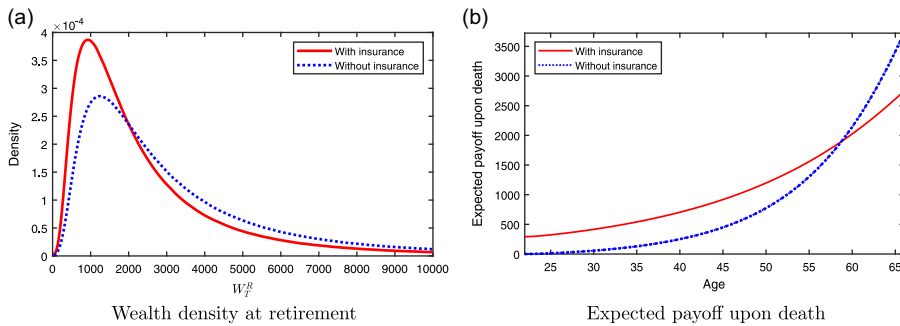 (a)
×10^-4
4
3.5
3
2.5
2
1.5
1
0.5
0
Density
With insurance
Without insurance
0 1000 2000 3000 4000 5000 6000 7000 8000 9000 10000
W_T^R
Wealth density at retirement
(b)
3500
3000
2500
2000
1500
1000
500
0
Expected payoff upon death
With insurance
Without insurance
25 30 35 40 45 50 55 60 65
Age
Expected payoff upon death